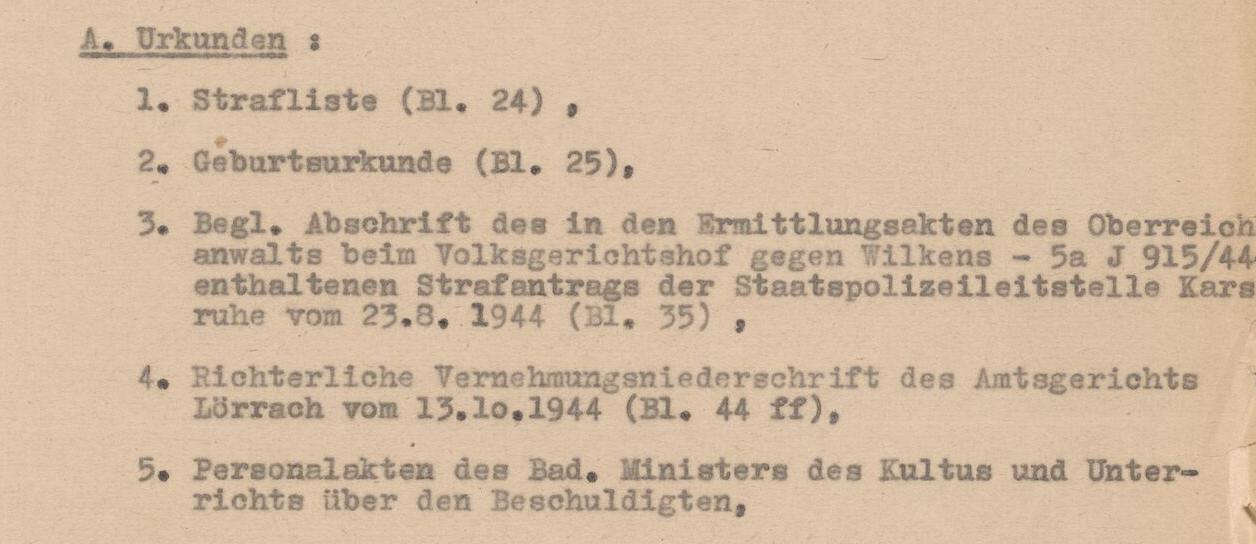 A. Urkunden :
1. Strafliste (Bl. 24) ,
2. Geburtsurkunde (Bl. 25),
3. Begl. Abschrift des in den Ermittlungsakten des Oberreich
anwalts beim Volksgerichtshof gegen Wilkens - 5a J 915/44
enthaltenen Strafantrags der Staatspolizeileitstelle Kars
ruhe vom 23.8. 1944 (Bl. 35) ,
4. Richterliche Vernehmungsniederschrift des Amtsgerichts
Lörrach vom 13.lo.1944 (Bl. 44 ff),
5. Personalakten des Bad. Ministers des Kultus und Unter-
richts über den Beschuldigten,